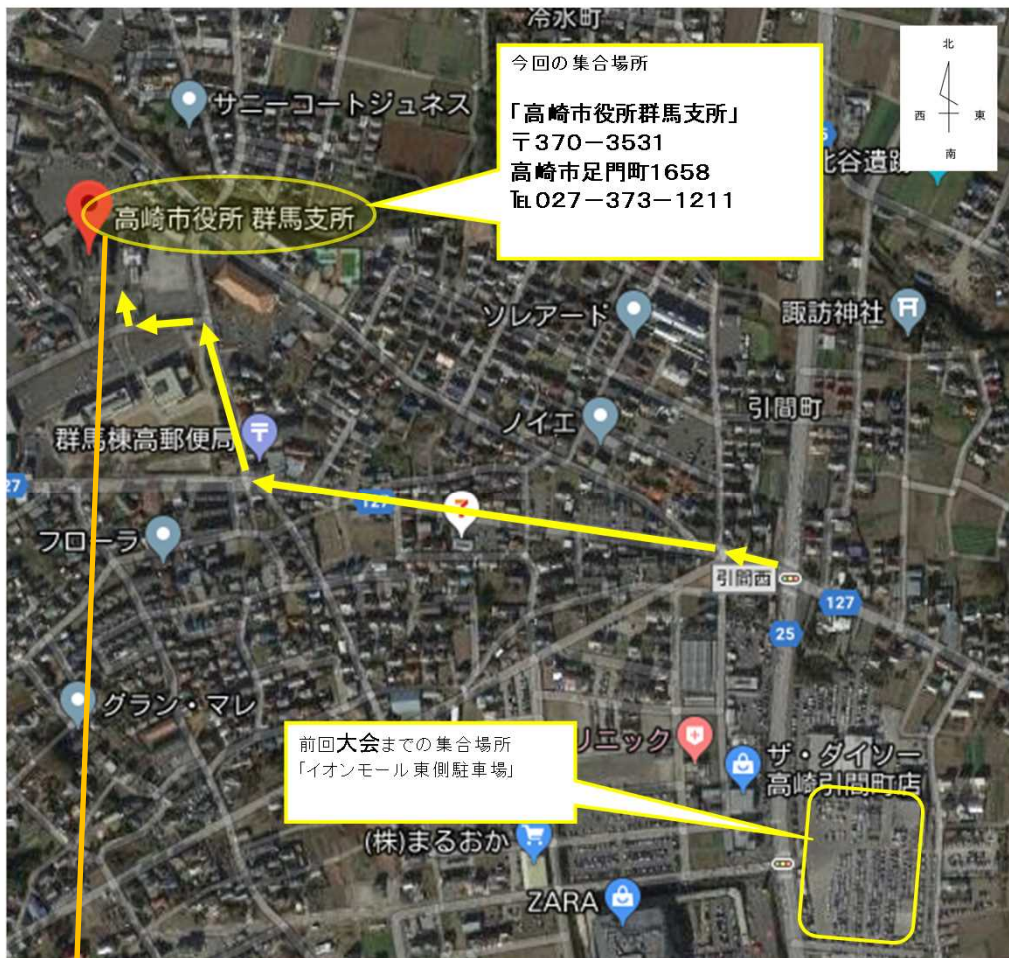 冷水町
今回の集合場所
「高崎市役所群馬支所」
〒370-3531
高崎市足門町1658
℡027-373-1211
北
西 東
南
サニーコートジュネス
北谷遺跡
高崎市役所 群馬支所
ソレアード
諏訪神社
引間町
ノイエ
群馬棟高郵便局
〒
27
127
7
フローラ
引間西
127
25
グラン・マレ
前回大会までの集合場所
「イオンモール東側駐車場」
リニック
ザ・ダイソー
高崎引間町店
(株)まるおか
ZARA